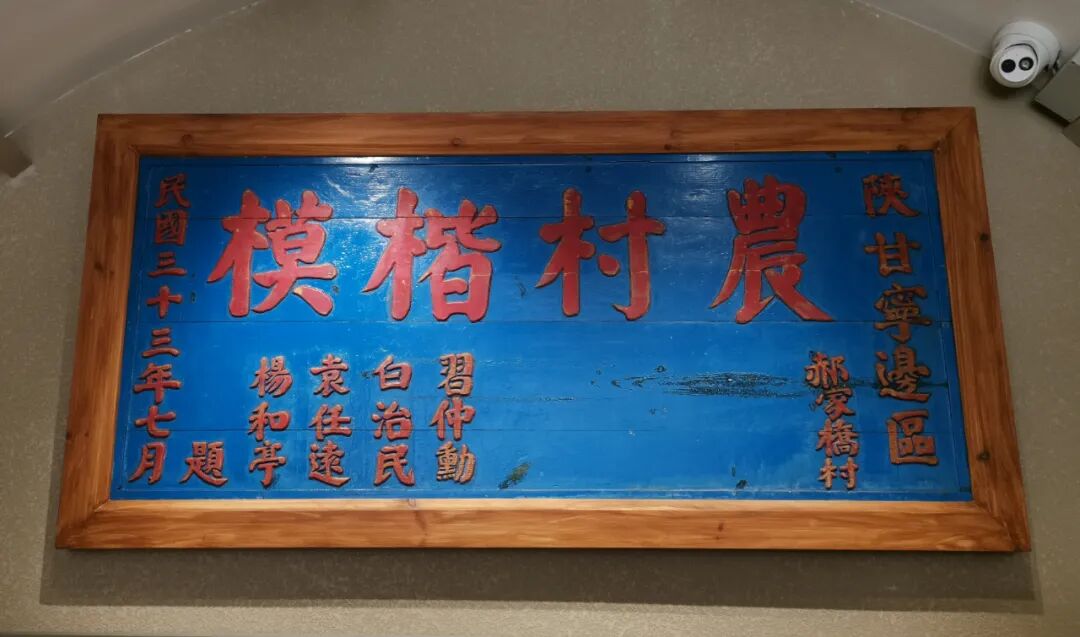 陝甘寧邊區
郝家橋村
農村楷模
習仲勳
白治民
袁任遠
楊和亭
題
民國三十三年七月